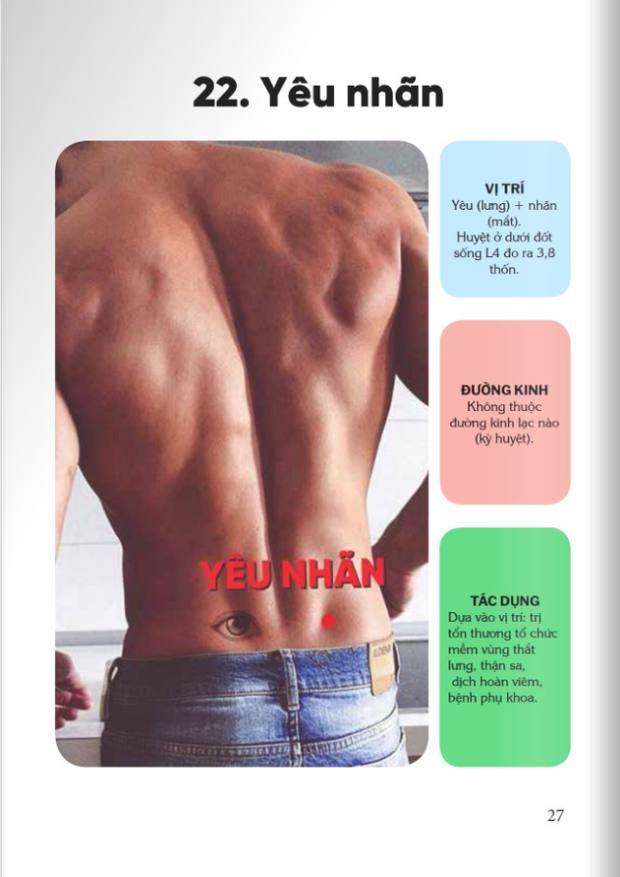 22. Yêu nhãn
YÊU NHÃN
VỊ TRÍ
Yêu (lưng) + nhãn
(mắt).
Huyệt ở dưới đốt
sống L4 đo ra 3,8
thốn.
ĐƯỜNG KINH
Không thuộc
đường kinh lạc nào
(kỳ huyệt).
TÁC DỤNG
Dựa vào vị trí: trị
tổn thương tổ chức
mềm vùng thắt
lưng, thận sa,
dịch hoàn viêm,
bệnh phụ khoa.
27